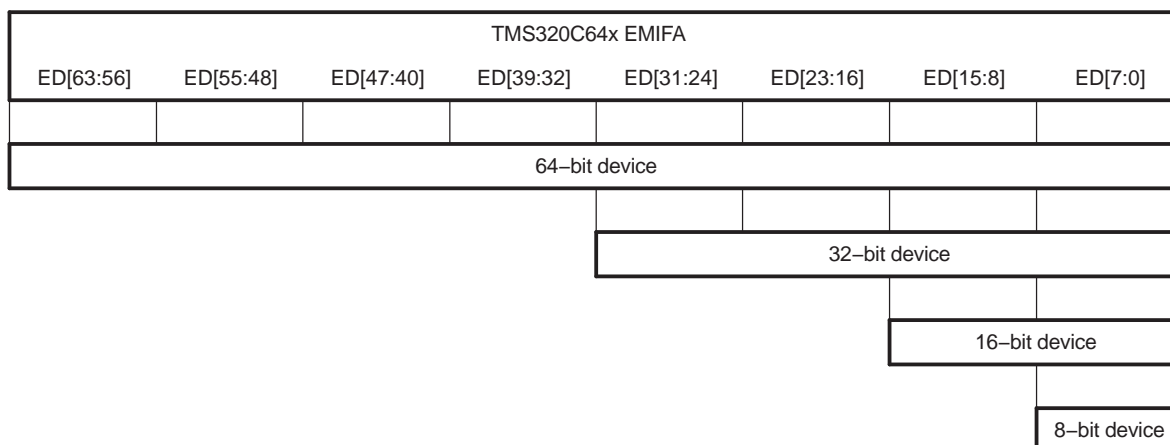 TMS320C64x EMIFA
ED[63:56] ED[55:48] ED[47:40] ED[39:32] ED[31:24] ED[23:16] ED[15:8] ED[7:0]
64–bit device
32–bit device
16–bit device
8–bit device